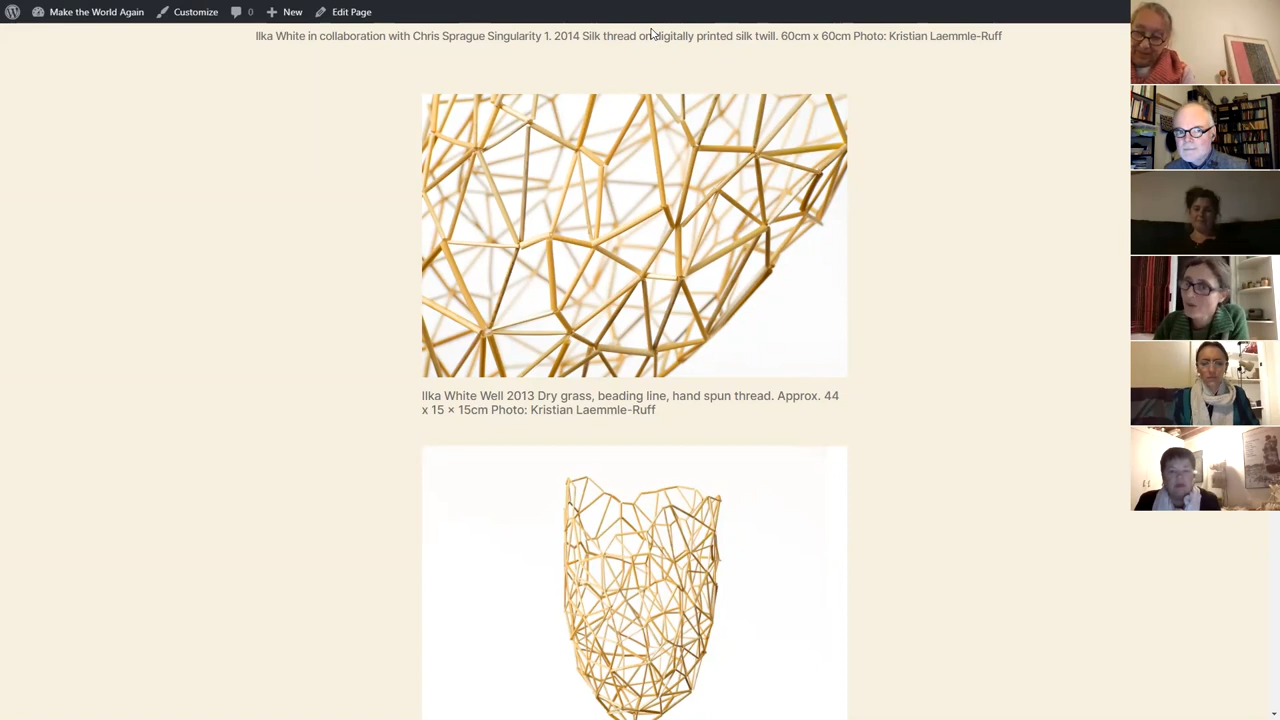 Make the World Again Customize 0 New Edit Page
Ilka White in collaboration with Chris Sprague Singularity 1. 2014 Silk thread on digitally printed silk twill. 60cm x 60cm Photo: Kristian Laemmle-Ruff
Ilka White Well 2013 Dry grass, beading line, hand spun thread. Approx. 44
x 15 × 15cm Photo: Kristian Laemmle-Ruff